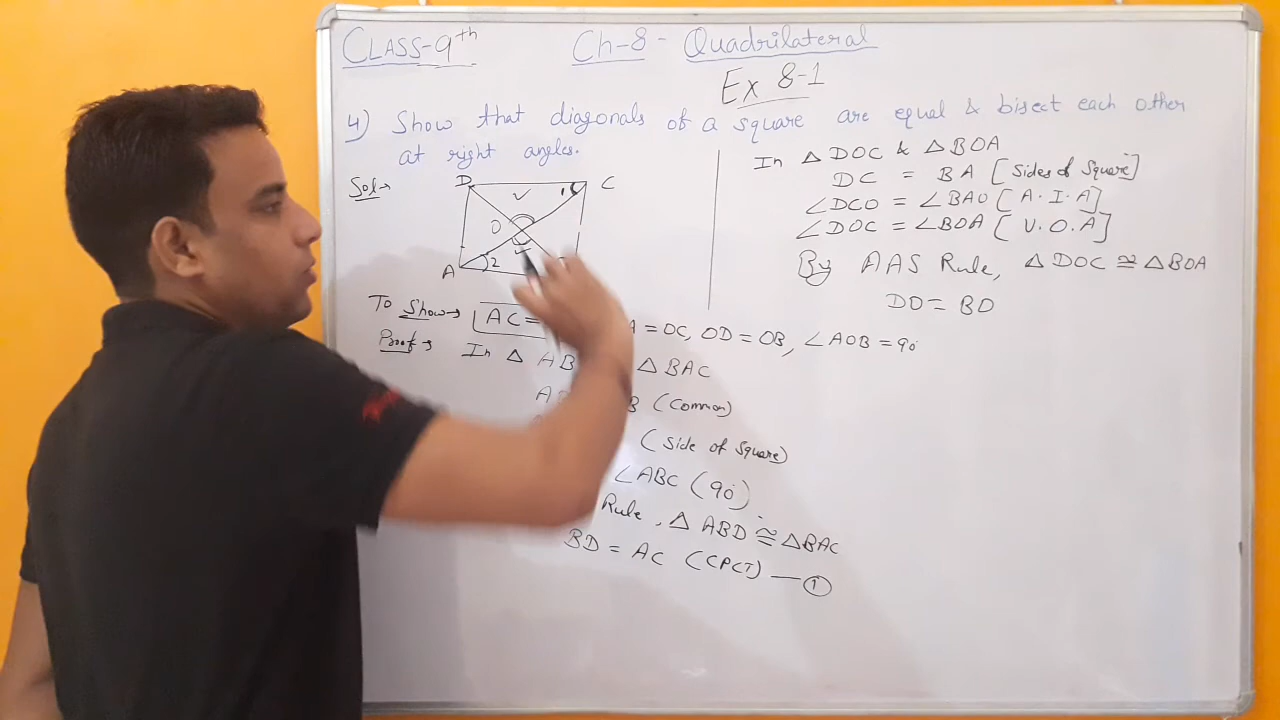 CLASS-9th
Ch-8- Quadrilateral
Ex 8-1
4) Show that diagonals of a square are equal & bisect each other
at right angles.
Sol→
D
C
1
O
2
A
To Show→ AC= = OC, OD = OB, ∠AOB = 90°
Proof→ In △ AB △ BAC
(Common)
(Side of Square)
∠ABC (90°)
Rule, △ ABD ≅ △BAC
BD = AC (CPCT) — ①
In △ DOC & △BOA
DC = BA [Sides of Square]
∠DCO = ∠BAO [A.I.A]
∠DOC = ∠BOA [V.O.A]
By AAS Rule, △DOC ≅ △BOA
DO = BO